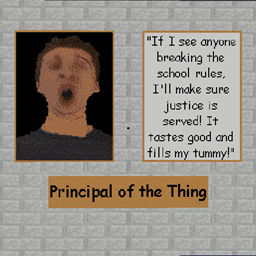 "If I see anyone
breaking the
school rules,
I'll make sure
justice is
served! It
tastes good and
fills my tummy!"
Principal of the Thing